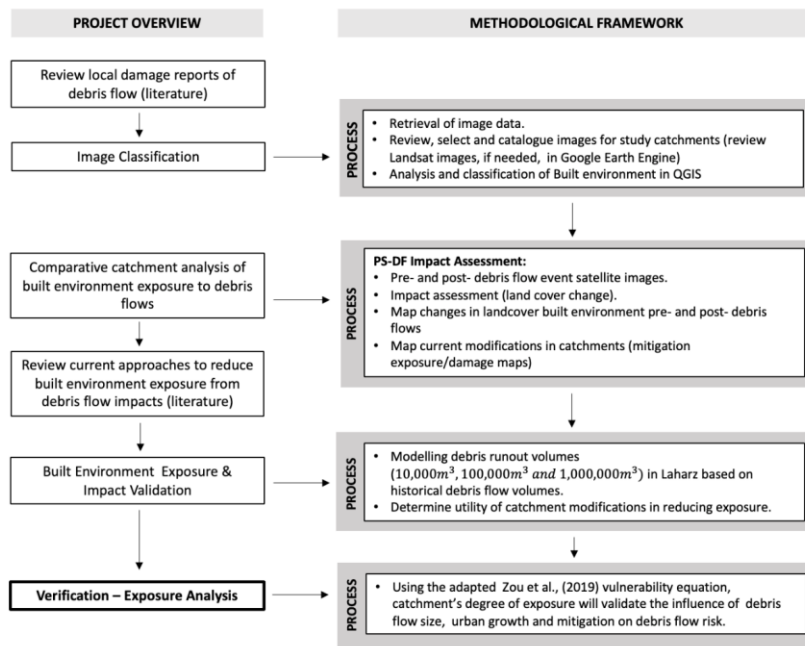 PROJECT OVERVIEW
METHODOLOGICAL FRAMEWORK
Review local damage reports of
debris flow (literature)
Image Classification
PROCESS
• Retrieval of image data.
• Review, select and catalogue images for study catchments (review
Landsat images, if needed, in Google Earth Engine)
• Analysis and classification of Built environment in QGIS
Comparative catchment analysis of
built environment exposure to debris
flows
PROCESS
PS-DF Impact Assessment:
• Pre- and post- debris flow event satellite images.
• Impact assessment (land cover change).
• Map changes in landcover built environment pre- and post- debris
flows
• Map current modifications in catchments (mitigation
exposure/damage maps)
Review current approaches to reduce
built environment exposure from
debris flow impacts (literature)
Built Environment Exposure &
Impact Validation
PROCESS
• Modelling debris runout volumes
(10,000m³, 100,000m³ and 1,000,000m³) in Laharz based on
historical debris flow volumes.
• Determine utility of catchment modifications in reducing exposure.
Verification – Exposure Analysis
PROCESS
• Using the adapted Zou et al., (2019) vulnerability equation,
catchment's degree of exposure will validate the influence of debris
flow size, urban growth and mitigation on debris flow risk.